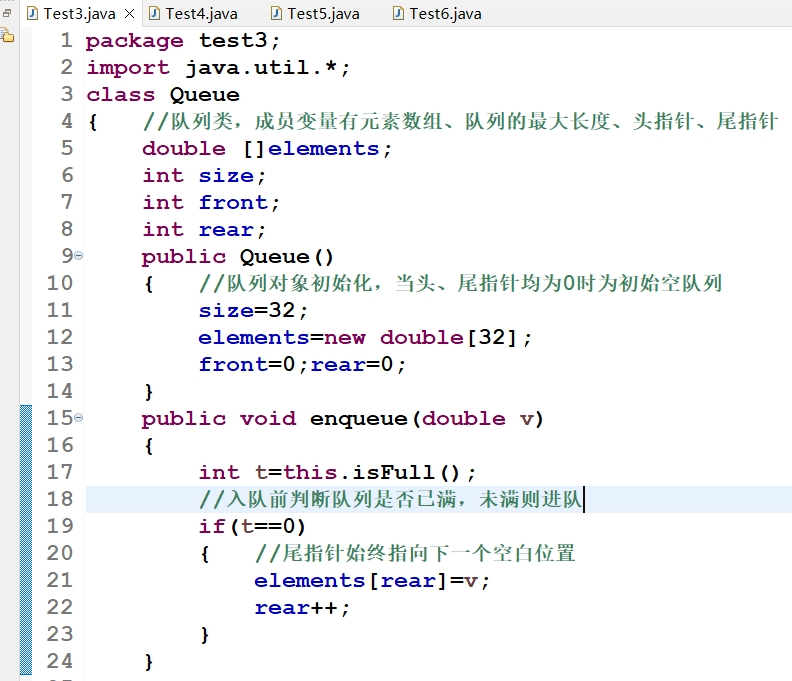 Test3.java Test4.java Test5.java Test6.java
1 package test3;
2 import java.util.*;
3 class Queue
4 { //队列类，成员变量有元素数组、队列的最大长度、头指针、尾指针
5 double []elements;
6 int size;
7 int front;
8 int rear;
9 public Queue()
10 { //队列对象初始化，当头、尾指针均为0时为初始空队列
11 size=32;
12 elements=new double[32];
13 front=0;rear=0;
14 }
15 public void enqueue(double v)
16 {
17 int t=this.isFull();
18 //入队前判断队列是否已满，未满则进队
19 if(t==0)
20 { //尾指针始终指向下一个空白位置
21 elements[rear]=v;
22 rear++;
23 }
24 }